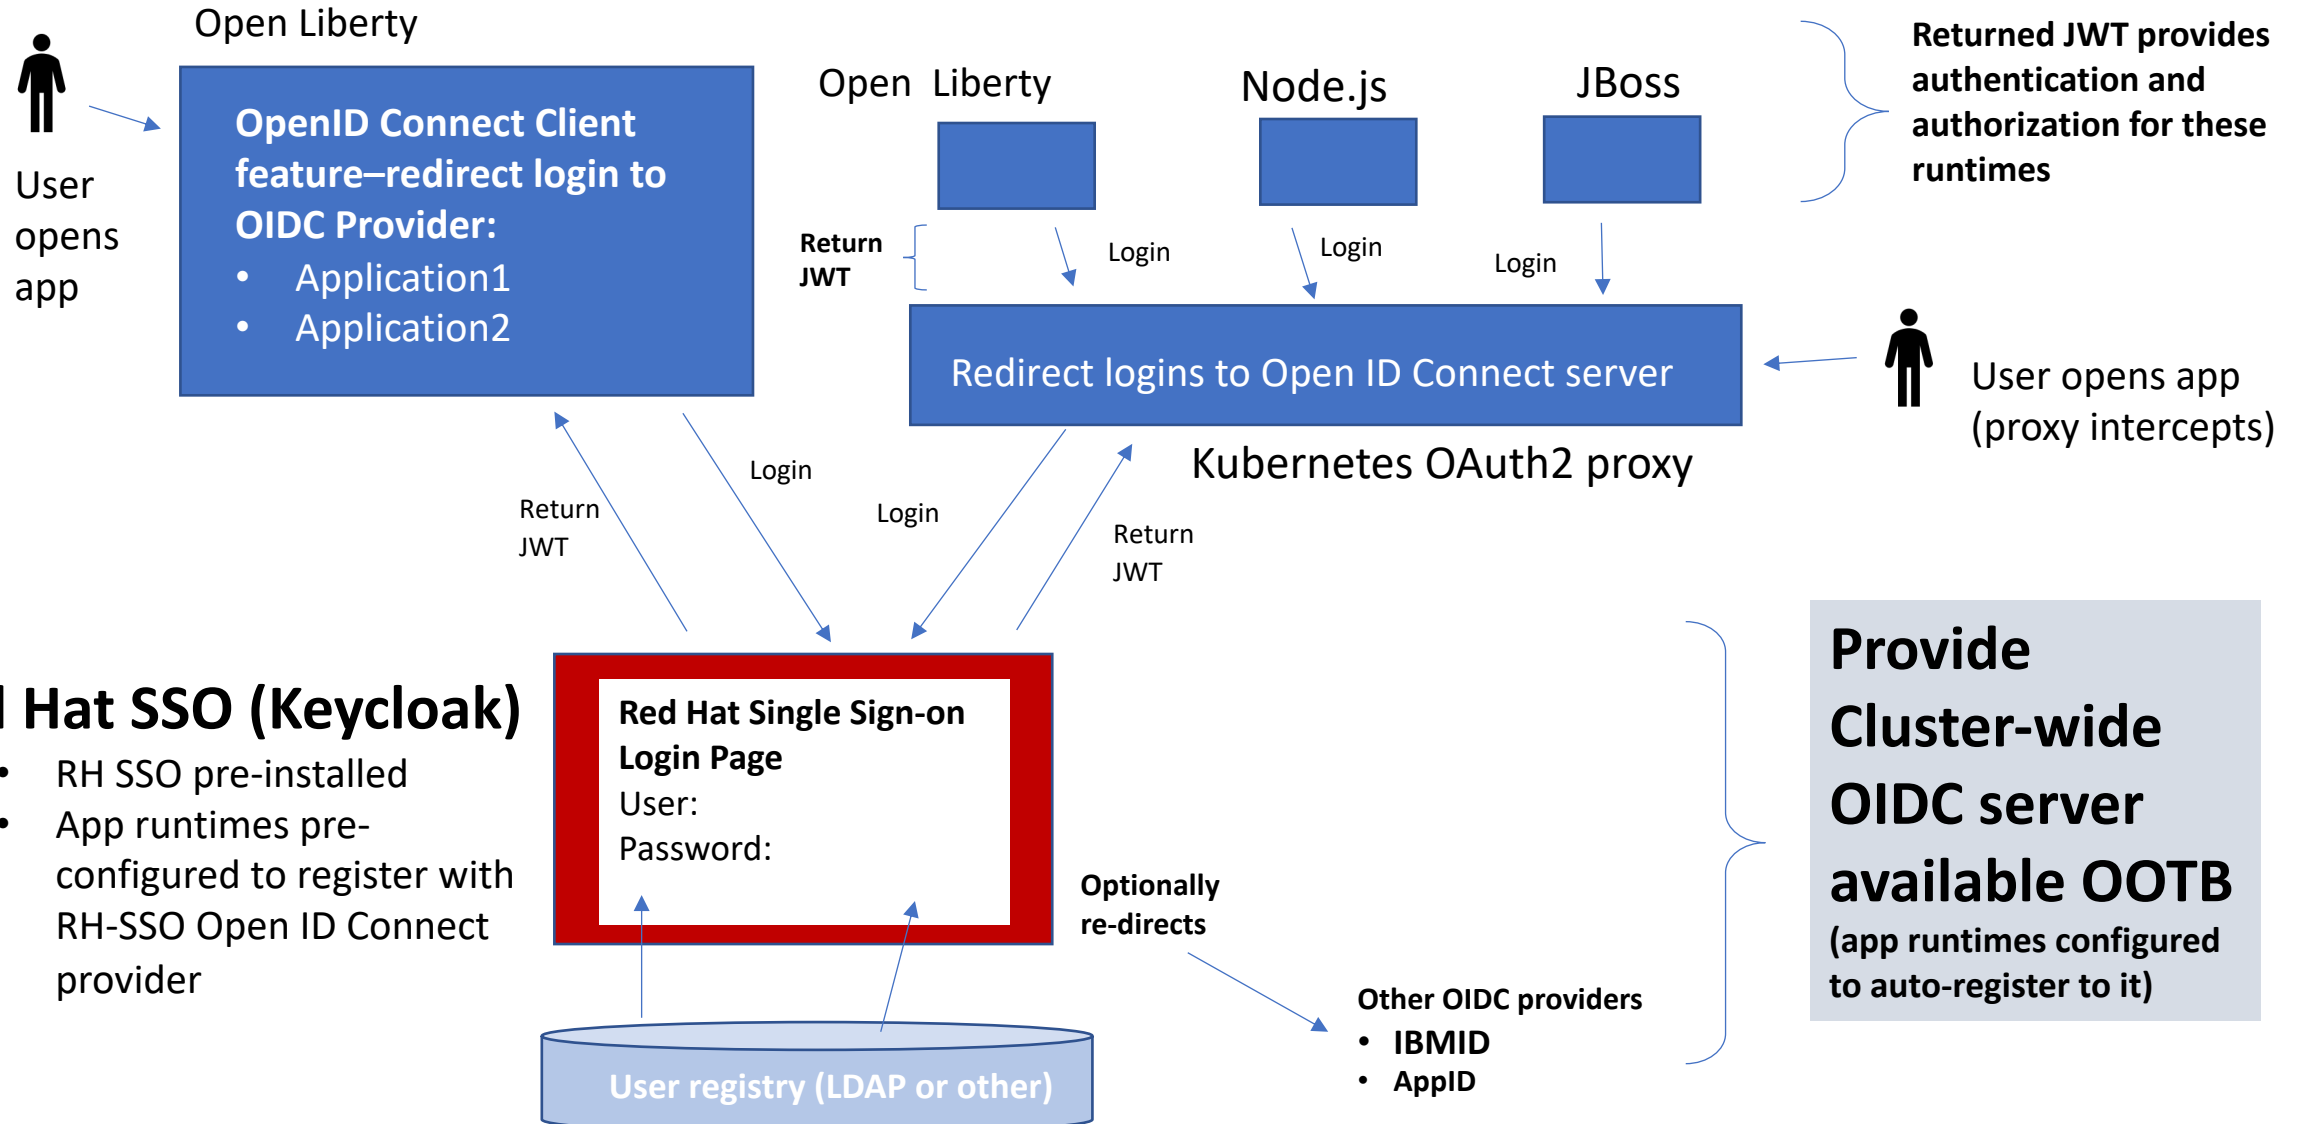 Open Liberty
User
opens
app
OpenID Connect Client
feature–redirect login to
OIDC Provider:
• Application1
• Application2
Open Liberty
Node.js
JBoss
Returned JWT provides
authentication and
authorization for these
runtimes
Return
JWT
Login
Login
Login
Redirect logins to Open ID Connect server
Kubernetes OAuth2 proxy
User opens app
(proxy intercepts)
Return
JWT
Login
Login
Return
JWT
Hat SSO (Keycloak)
• RH SSO pre-installed
• App runtimes pre-
configured to register with
RH-SSO Open ID Connect
provider
Red Hat Single Sign-on
Login Page
User:
Password:
User registry (LDAP or other)
Optionally
re-directs
Other OIDC providers
• IBMID
• AppID
Provide
Cluster-wide
OIDC server
available OOTB
(app runtimes configured
to auto-register to it)